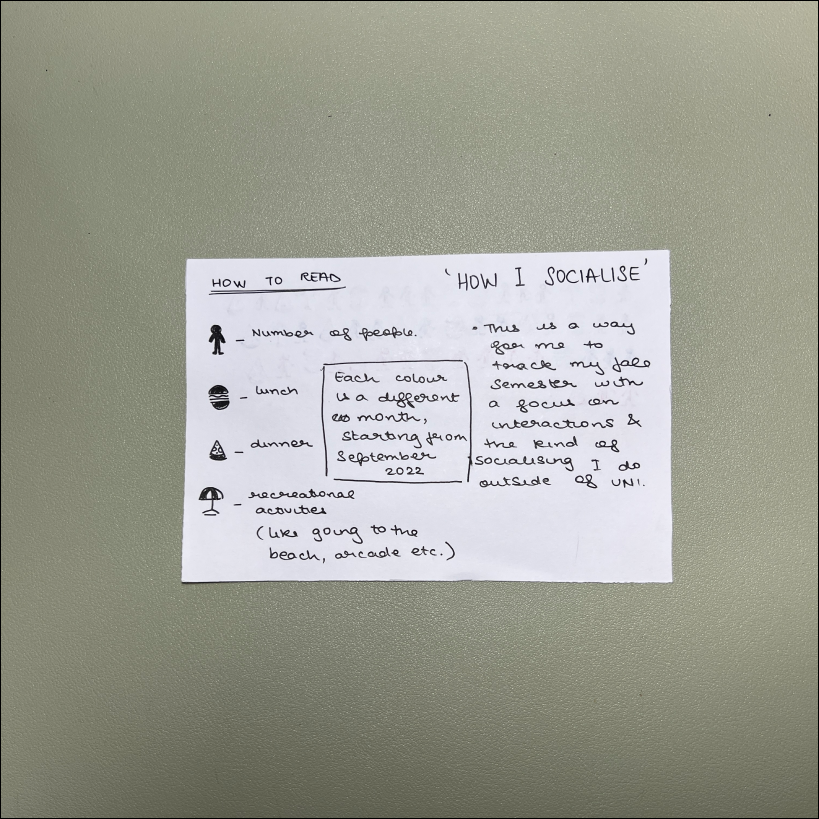 HOW TO READ
'HOW I SOCIALISE'
– Number of people.
– lunch
– dinner
– recreational
activities
(like going to the
beach, arcade etc.)
Each colour
is a different
month,
starting from
September
2022
• This is a way
for me to
track my fall
semester with
a focus on
interactions &
the kind of
socialising I do
outside of UNI.